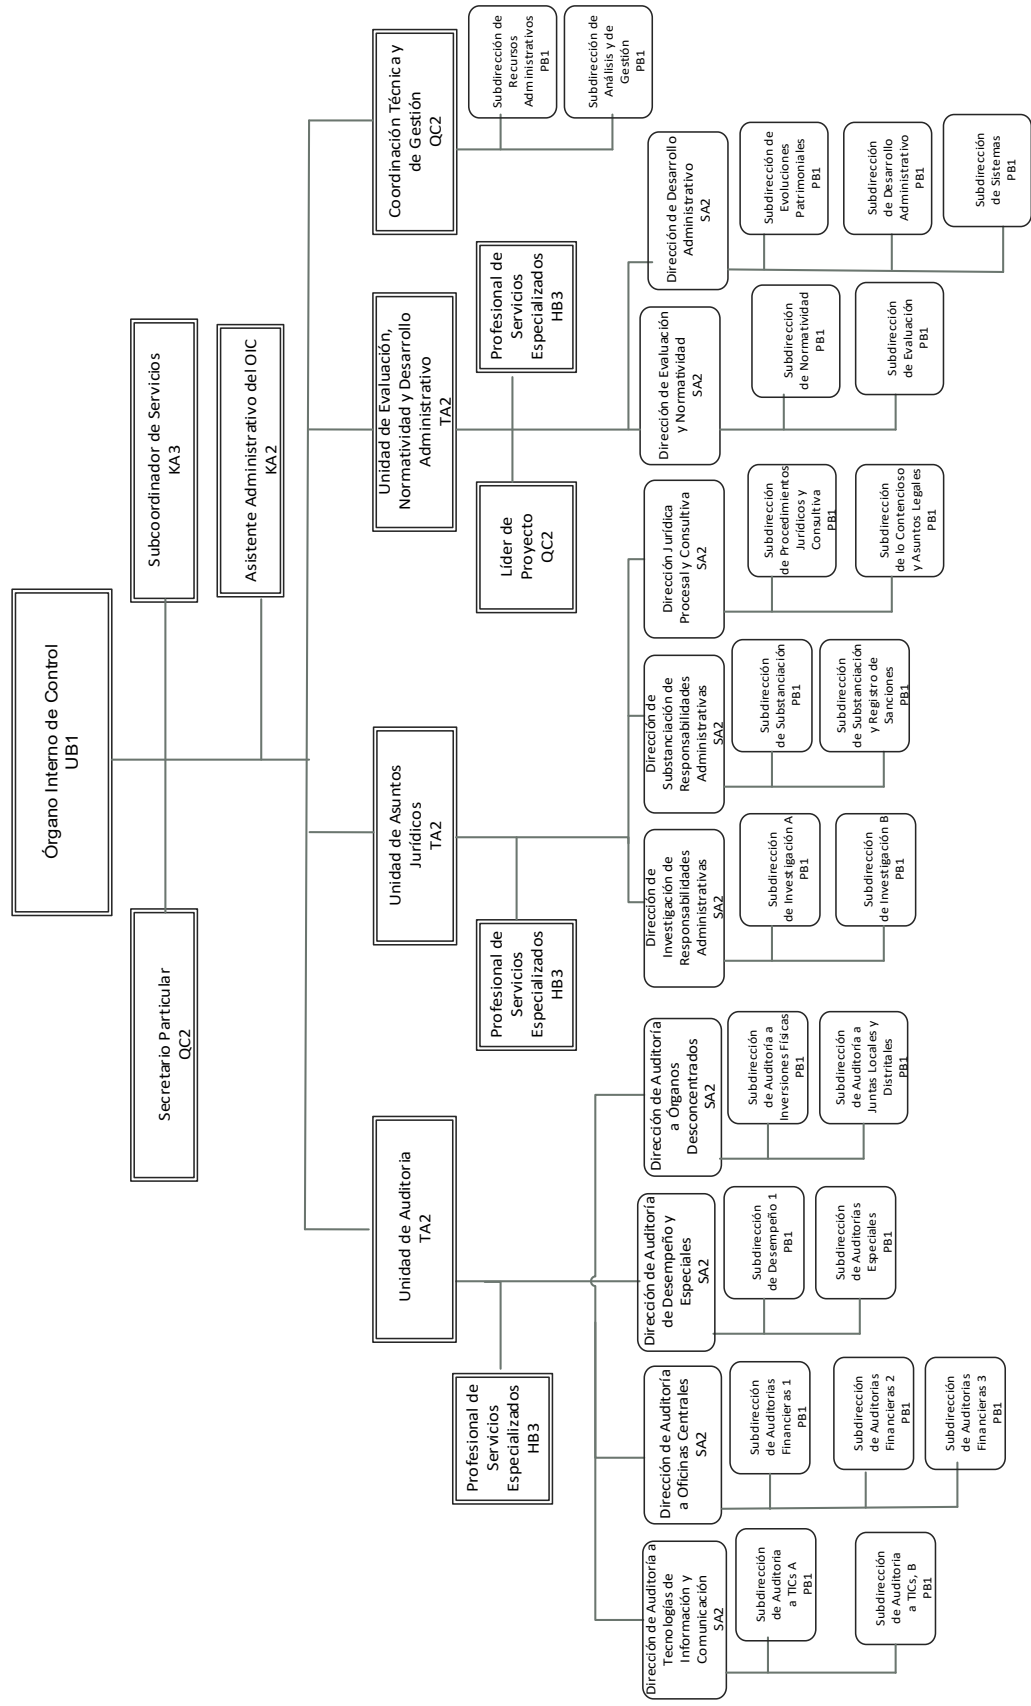 Órgano Interno de Control
UB1
Secretario Particular
QC2
Subcoordinador de Servicios
KA3
Asistente Administrativo del OIC
KA2
Unidad de Auditoria
TA2
Unidad de Asuntos
Jurídicos
TA2
Unidad de Evaluación,
Normatividad y Desarrollo
Administrativo
TA2
Coordinación Técnica y
de Gestión
QC2
Profesional de
Servicios
Especializados
HB3
Profesional de
Servicios
Especializados
HB3
Líder de
Proyecto
QC2
Profesional de
Servicios
Especializados
HB3
Subdirección de
Recursos
Administrativos
PB1
Subdirección de
Análisis y de
Gestión
PB1
Dirección de Auditoría a
Tecnologías de
Información y
Comunicación
SA2
Subdirección
de Auditoria
a TICs A
PB1
Subdirección
de Auditoría
a TICs, B
PB1
Dirección de Auditoría
a Oficinas Centrales
SA2
Subdirección
de Auditorías
Financieras 1
PB1
Subdirección
de Auditorias
Financieras 2
PB1
Subdirección
de Auditorías
Financieras 3
PB1
Dirección de Auditoría
de Desempeño y
Especiales
SA2
Subdirección
de Desempeño 1
PB1
Subdirección
de Auditorías
Especiales
PB1
Dirección de Auditoría
a Órganos
Desconcentrados
SA2
Subdirección
de Auditoría a
Inversiones Físicas
PB1
Subdirección
de Auditoría a
Juntas Locales y
Distritales
PB1
Dirección de
Investigación de
Responsabilidades
Administrativas
SA2
Subdirección
de Investigación A
PB1
Subdirección
de Investigación B
PB1
Dirección de
Substanciación de
Responsabilidades
Administrativas
SA2
Subdirección
de Substanciación
PB1
Subdirección
de Substanciación
y Registro de
Sanciones
PB1
Dirección Jurídica
Procesal y Consultiva
SA2
Subdirección
de Procedimientos
Jurídicos y
Consultiva
PB1
Subdirección
de lo Contencioso
y Asuntos Legales
PB1
Dirección de Evaluación
y Normatividad
SA2
Subdirección
de Normatividad
PB1
Subdirección
de Evaluación
PB1
Dirección de Desarrollo
Administrativo
SA2
Subdirección de
Evoluciones
Patrimoniales
PB1
Subdirección
de Desarrollo
Administrativo
PB1
Subdirección
de Sistemas
PB1